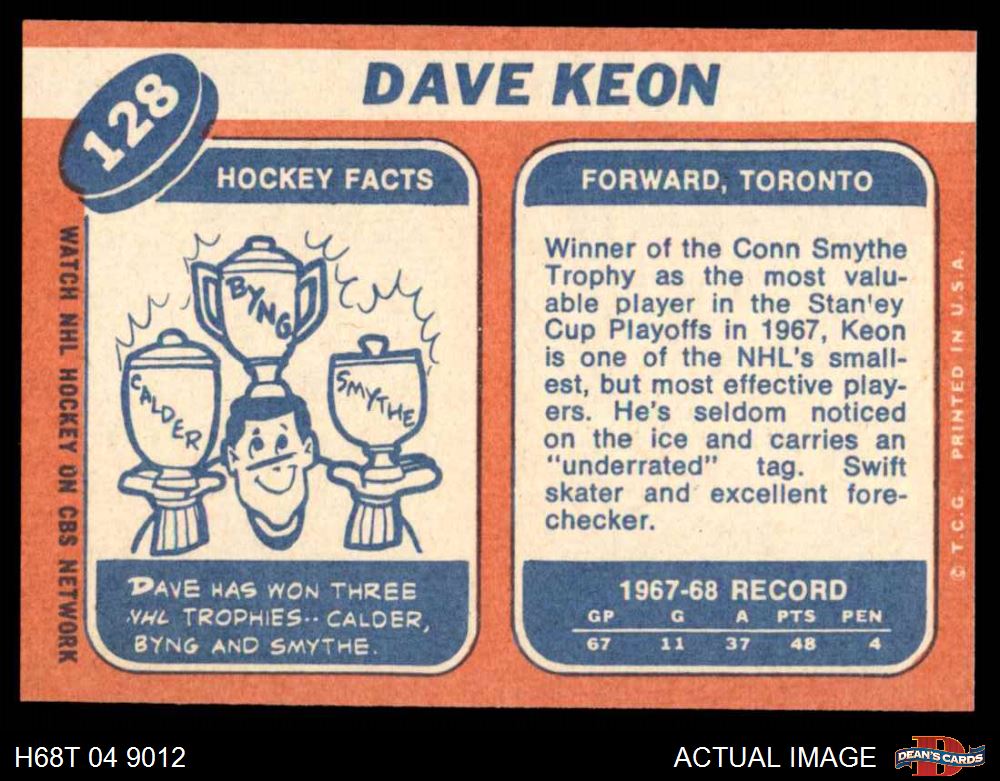 DAVE KEON
128
HOCKEY FACTS
BYNG
CALDER
SMYTHE
DAVE HAS WON THREE
NHL TROPHIES·· CALDER,
BYNG AND SMYTHE.
FORWARD, TORONTO
Winner of the Conn Smythe
Trophy as the most valu-
able player in the Stan'ey
Cup Playoffs in 1967, Keon
is one of the NHL's small-
est, but most effective play-
ers. He's seldom noticed
on the ice and carries an
"underrated" tag. Swift
skater and excellent fore-
checker.
1967-68 RECORD
GP G A PTS PEN
67 11 37 48 4
WATCH NHL HOCKEY ON CBS NETWORK
© T.C.G. PRINTED IN U.S.A.
H68T 04 9012
ACTUAL IMAGE
D
DEAN'S CARDS